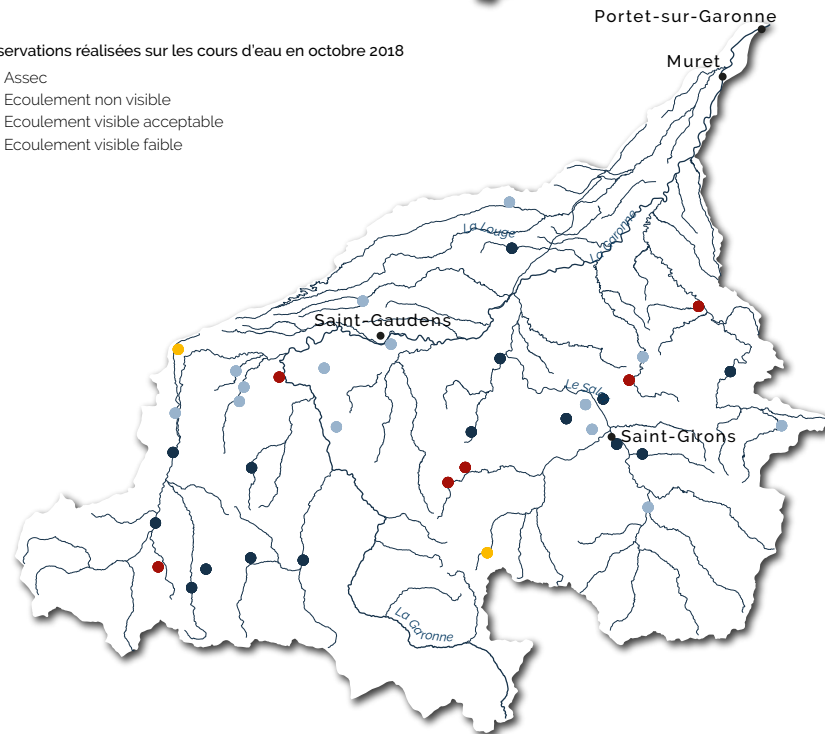 Portet-sur-Garonne
servations réalisées sur les cours d'eau en octobre 2018
Muret
Assec
Ecoulement non visible
Ecoulement visible acceptable
Ecoulement visible faible
La Louge
La Garonne
Saint-Gaudens
Le Salat
Saint-Girons
La Garonne